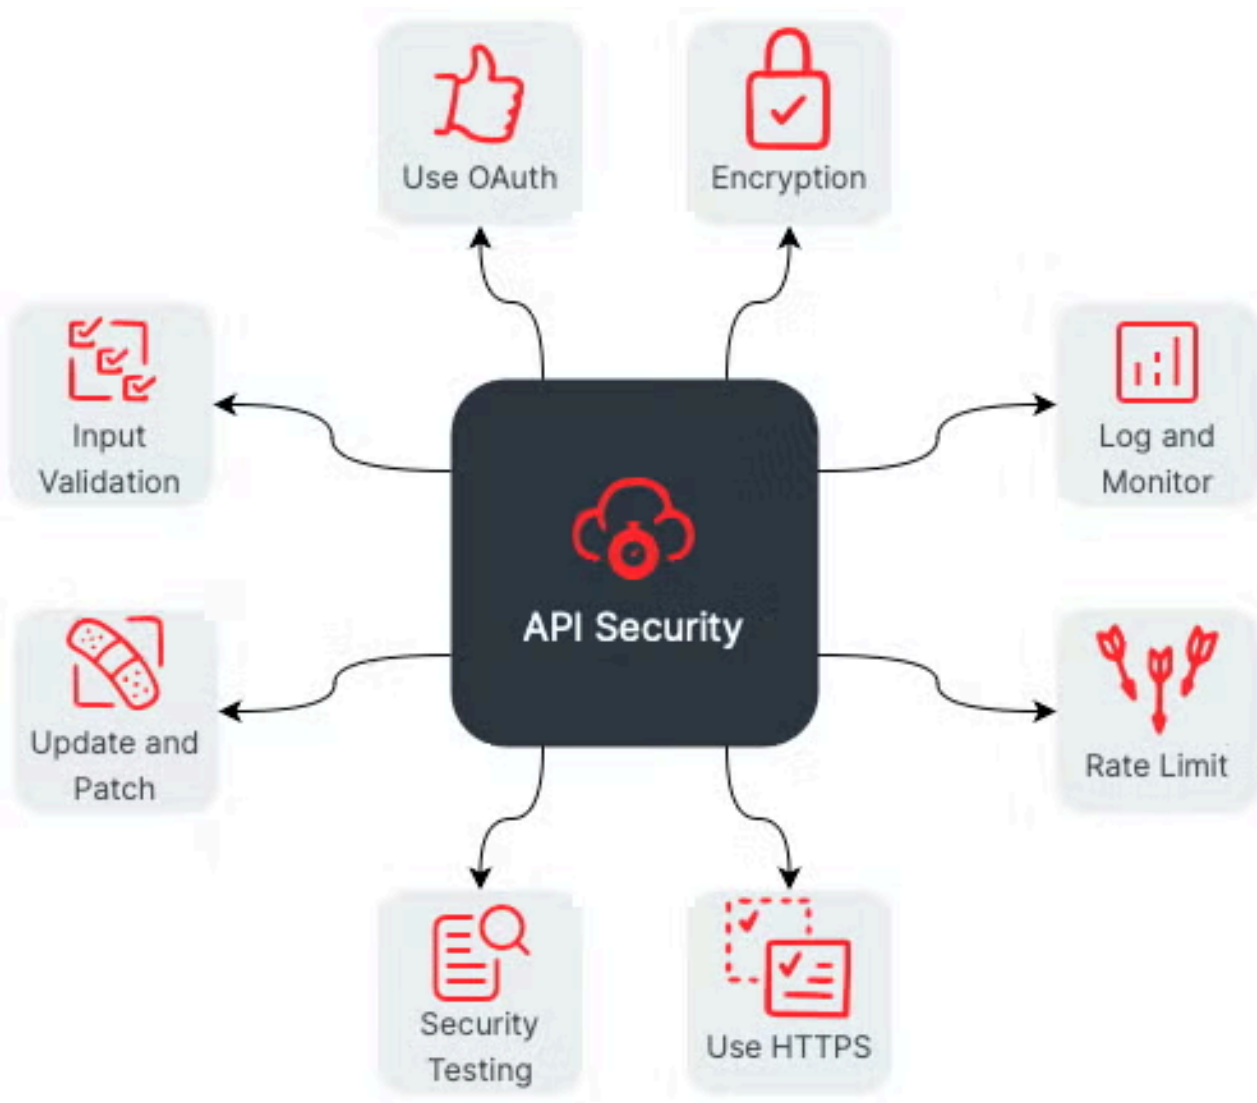 Use OAuth
Encryption
Input
Validation
Log and
Monitor
API Security
Update and
Patch
Rate Limit
Security
Testing
Use HTTPS